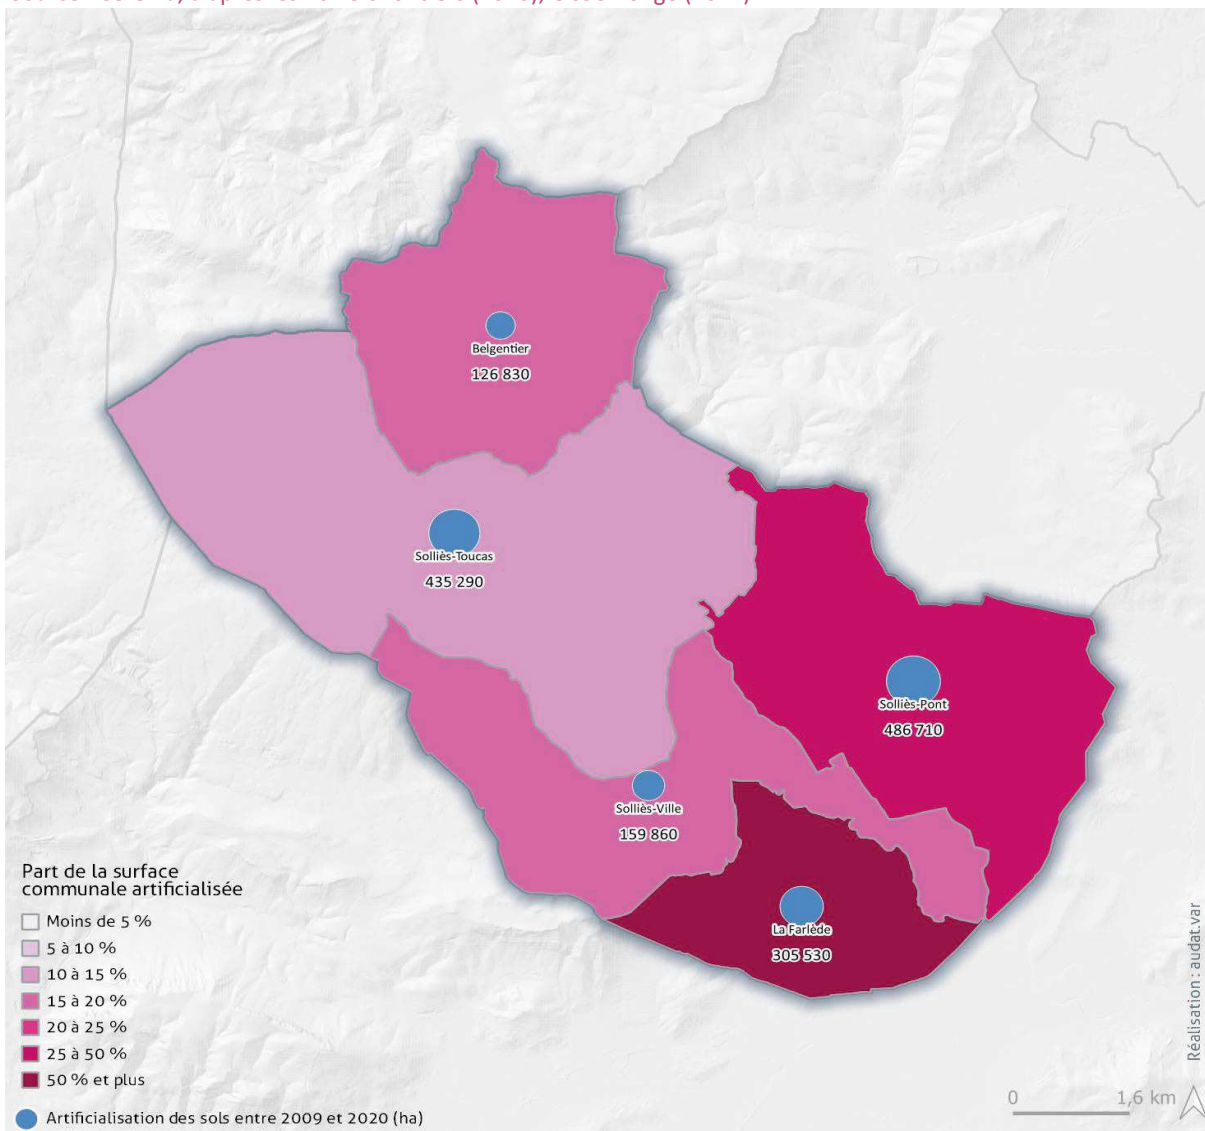 Belgentier
126 830
Solliès-Toucas
435 290
Solliès-Pont
486 710
Solliès-Ville
159 860
La Farlède
305 530
Part de la surface
communale artificialisée
Moins de 5 %
5 à 10 %
10 à 15 %
15 à 20 %
20 à 25 %
25 à 50 %
50 % et plus
Artificialisation des sols entre 2009 et 2020 (ha)
0 1,6 km
Réalisation : audat.var